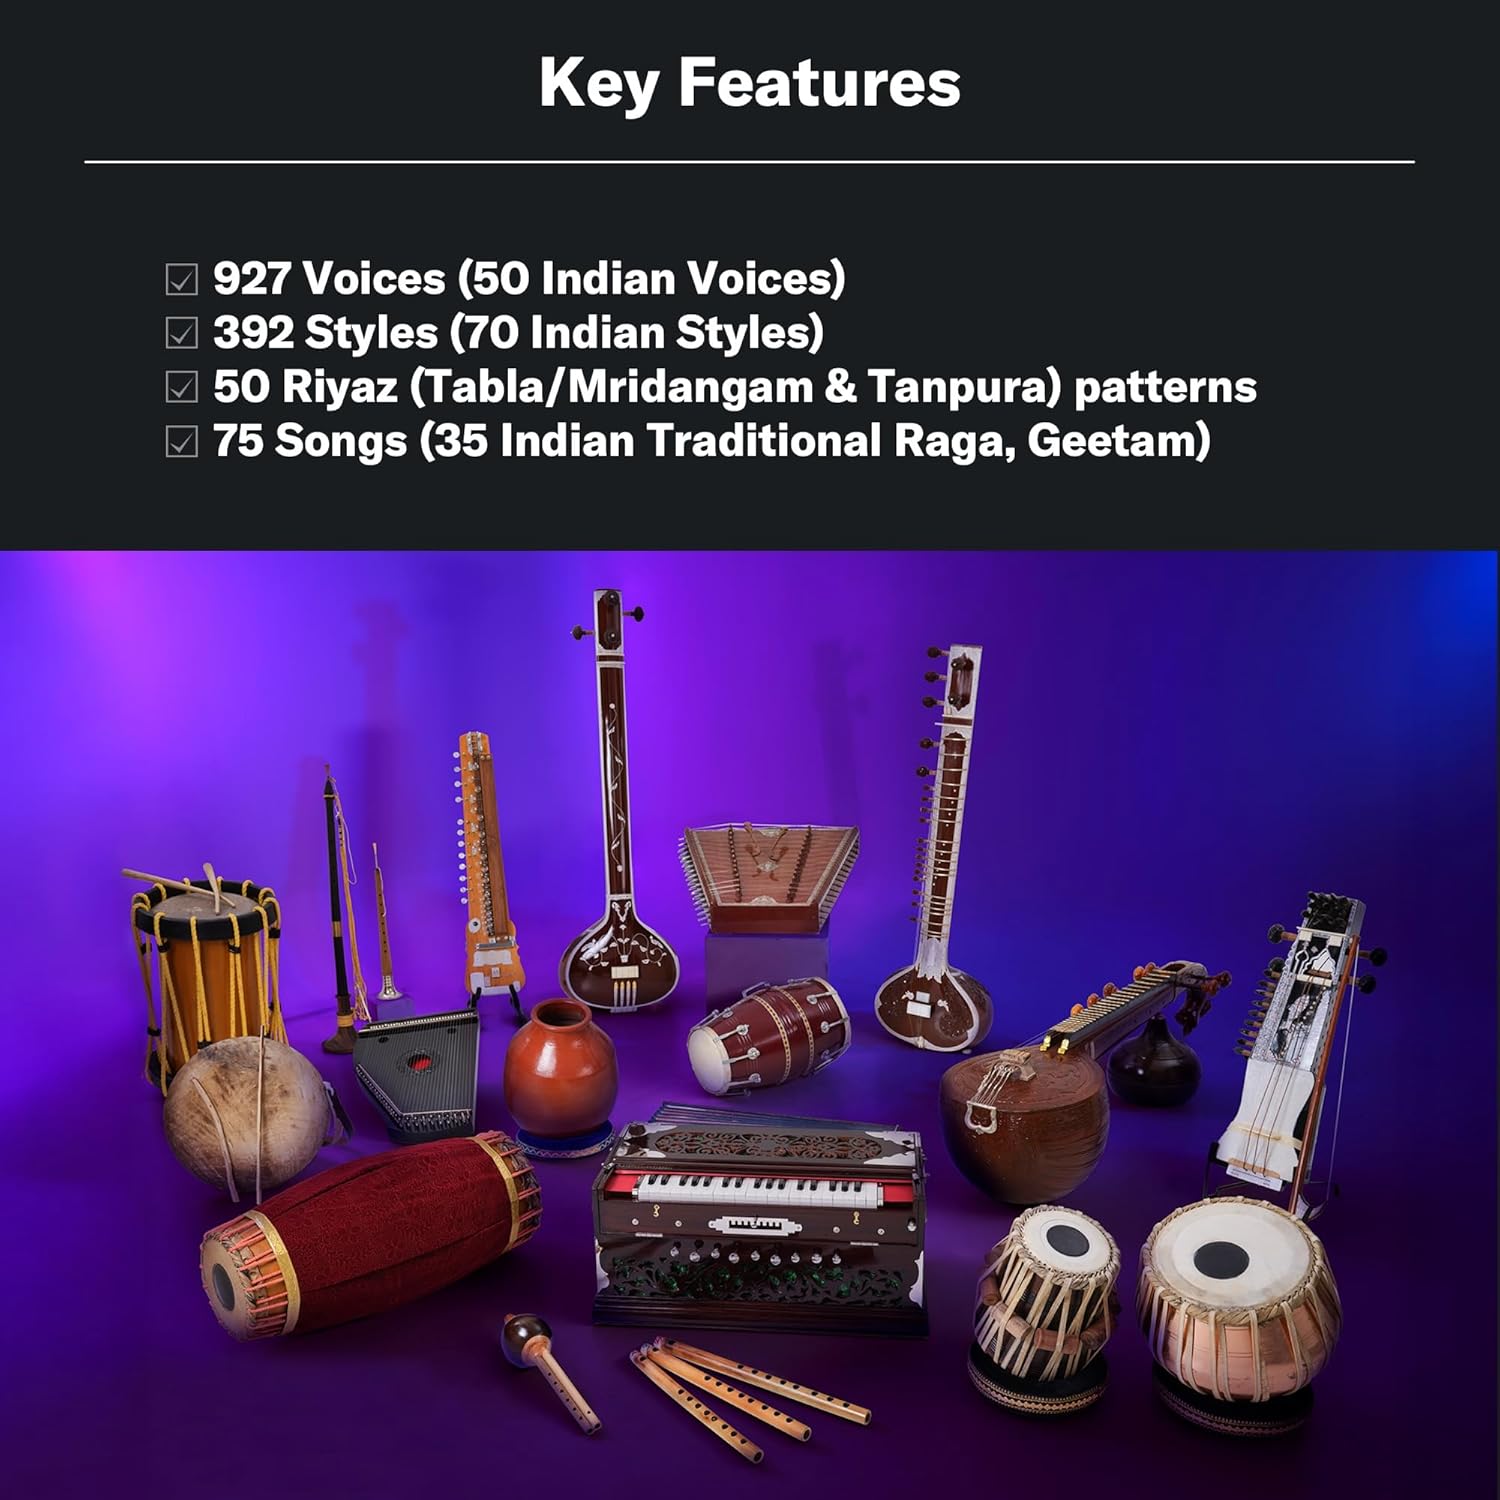 Key Features
927 Voices (50 Indian Voices)
392 Styles (70 Indian Styles)
50 Riyaz (Tabla/Mridangam & Tanpura) patterns
75 Songs (35 Indian Traditional Raga, Geetam)